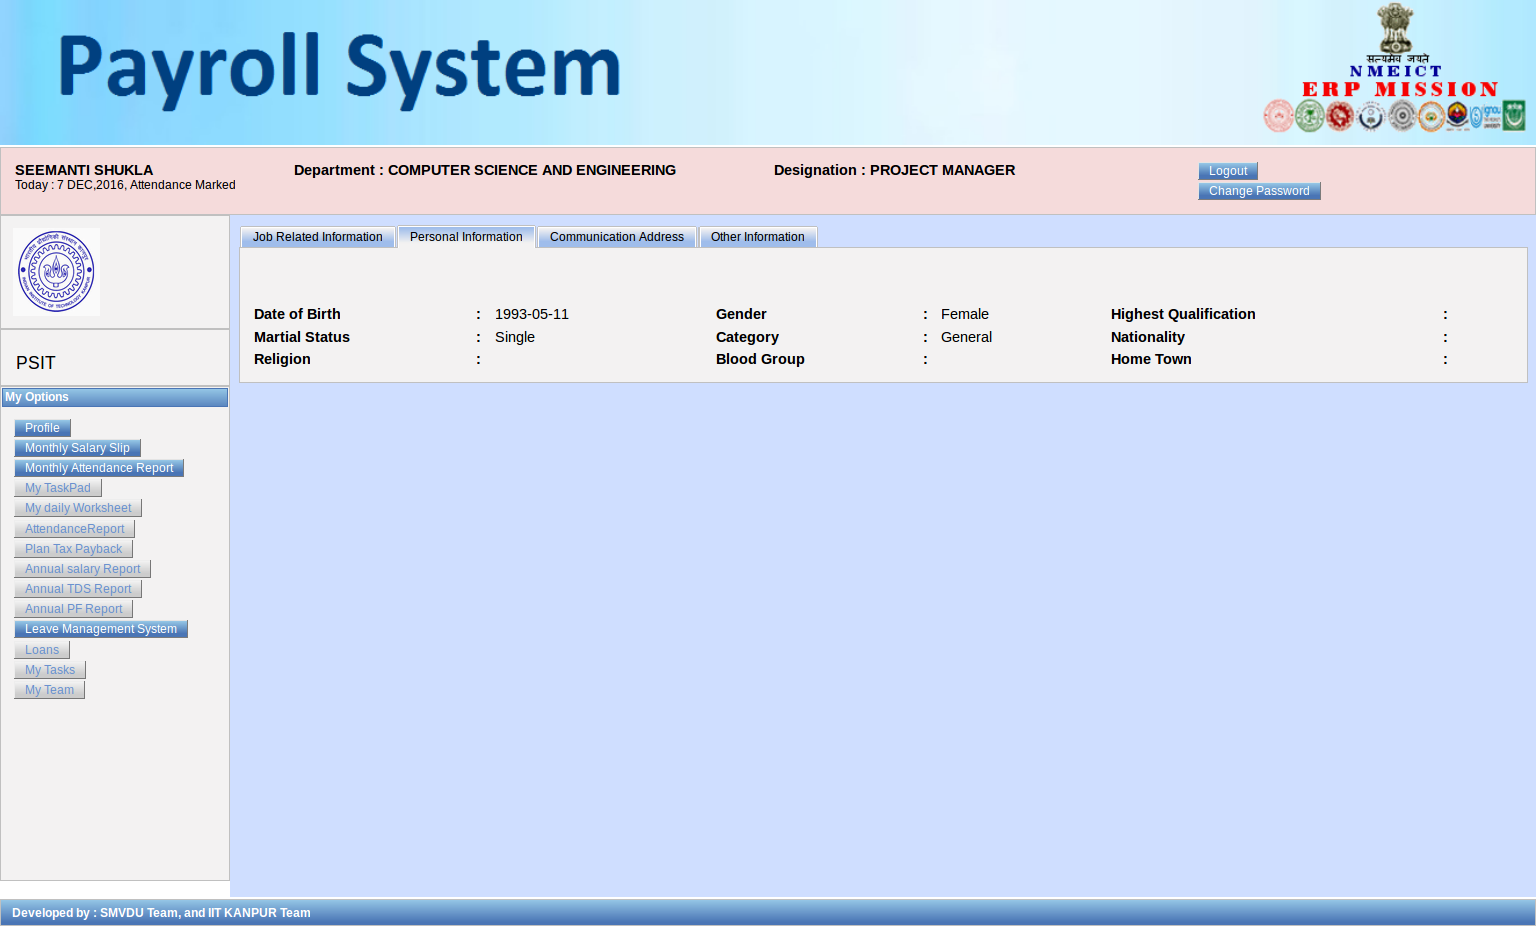 Payroll System
सत्यमेव जयते
NMEICT
ERP MISSION
SEEMANTI SHUKLA
Department : COMPUTER SCIENCE AND ENGINEERING
Designation : PROJECT MANAGER
Logout
Today : 7 DEC,2016, Attendance Marked
Change Password
Job Related Information
Personal Information
Communication Address
Other Information
Date of Birth : 1993-05-11 Gender : Female Highest Qualification :
Martial Status : Single Category : General Nationality :
Religion : Blood Group : Home Town :
PSIT
My Options
Profile
Monthly Salary Slip
Monthly Attendance Report
My TaskPad
My daily Worksheet
AttendanceReport
Plan Tax Payback
Annual salary Report
Annual TDS Report
Annual PF Report
Leave Management System
Loans
My Tasks
My Team
Developed by : SMVDU Team, and IIT KANPUR Team